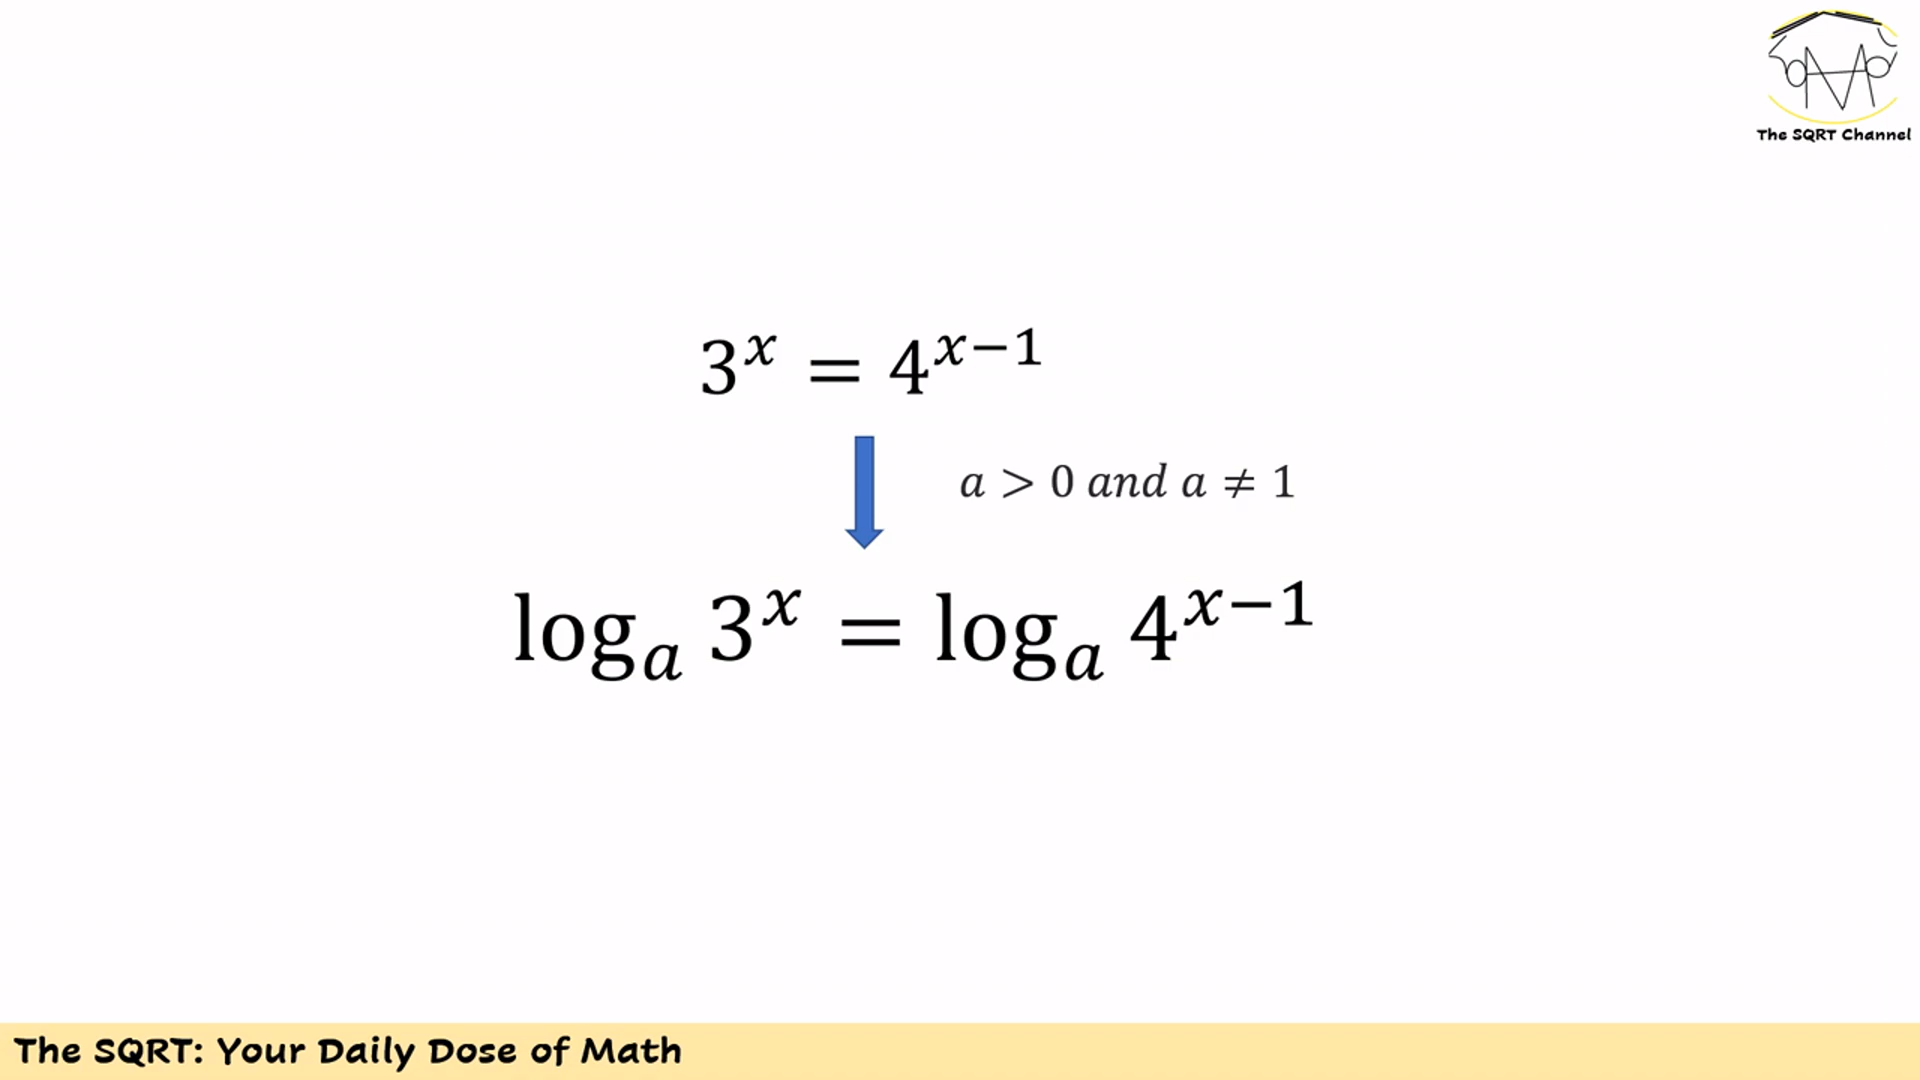 The SQRT Channel
3^x = 4^{x−1}
a > 0 and a ≠ 1
log_a 3^x = log_a 4^{x−1}
The SQRT: Your Daily Dose of Math